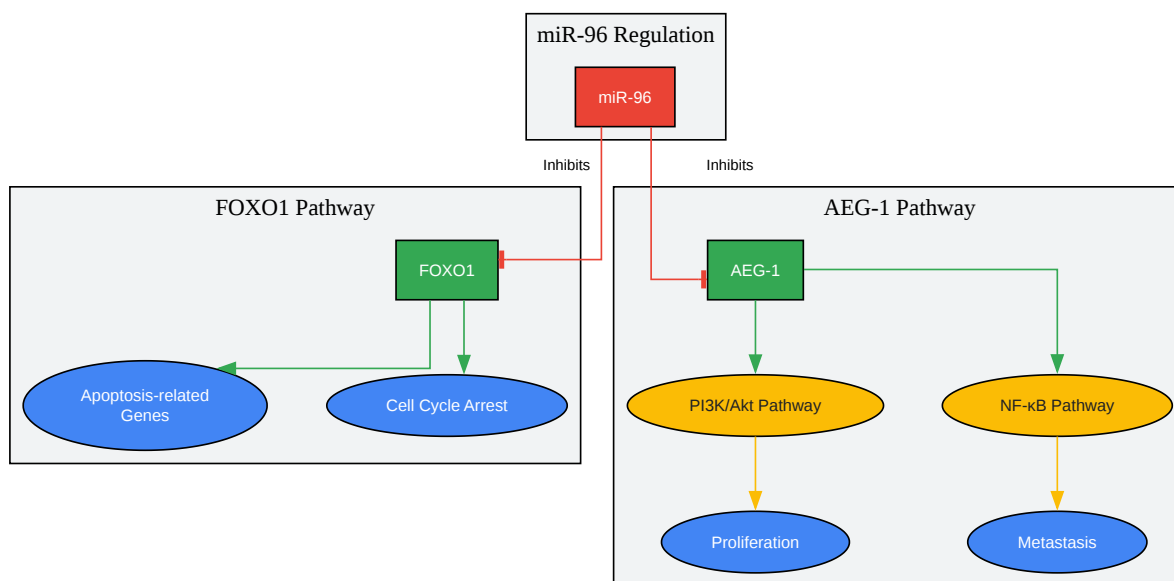 miR-96 Regulation
miR-96
Inhibits
Inhibits
FOXO1 Pathway
FOXO1
Apoptosis-related
Genes
Cell Cycle Arrest
AEG-1 Pathway
AEG-1
PI3K/Akt Pathway
NF-κB Pathway
Proliferation
Metastasis